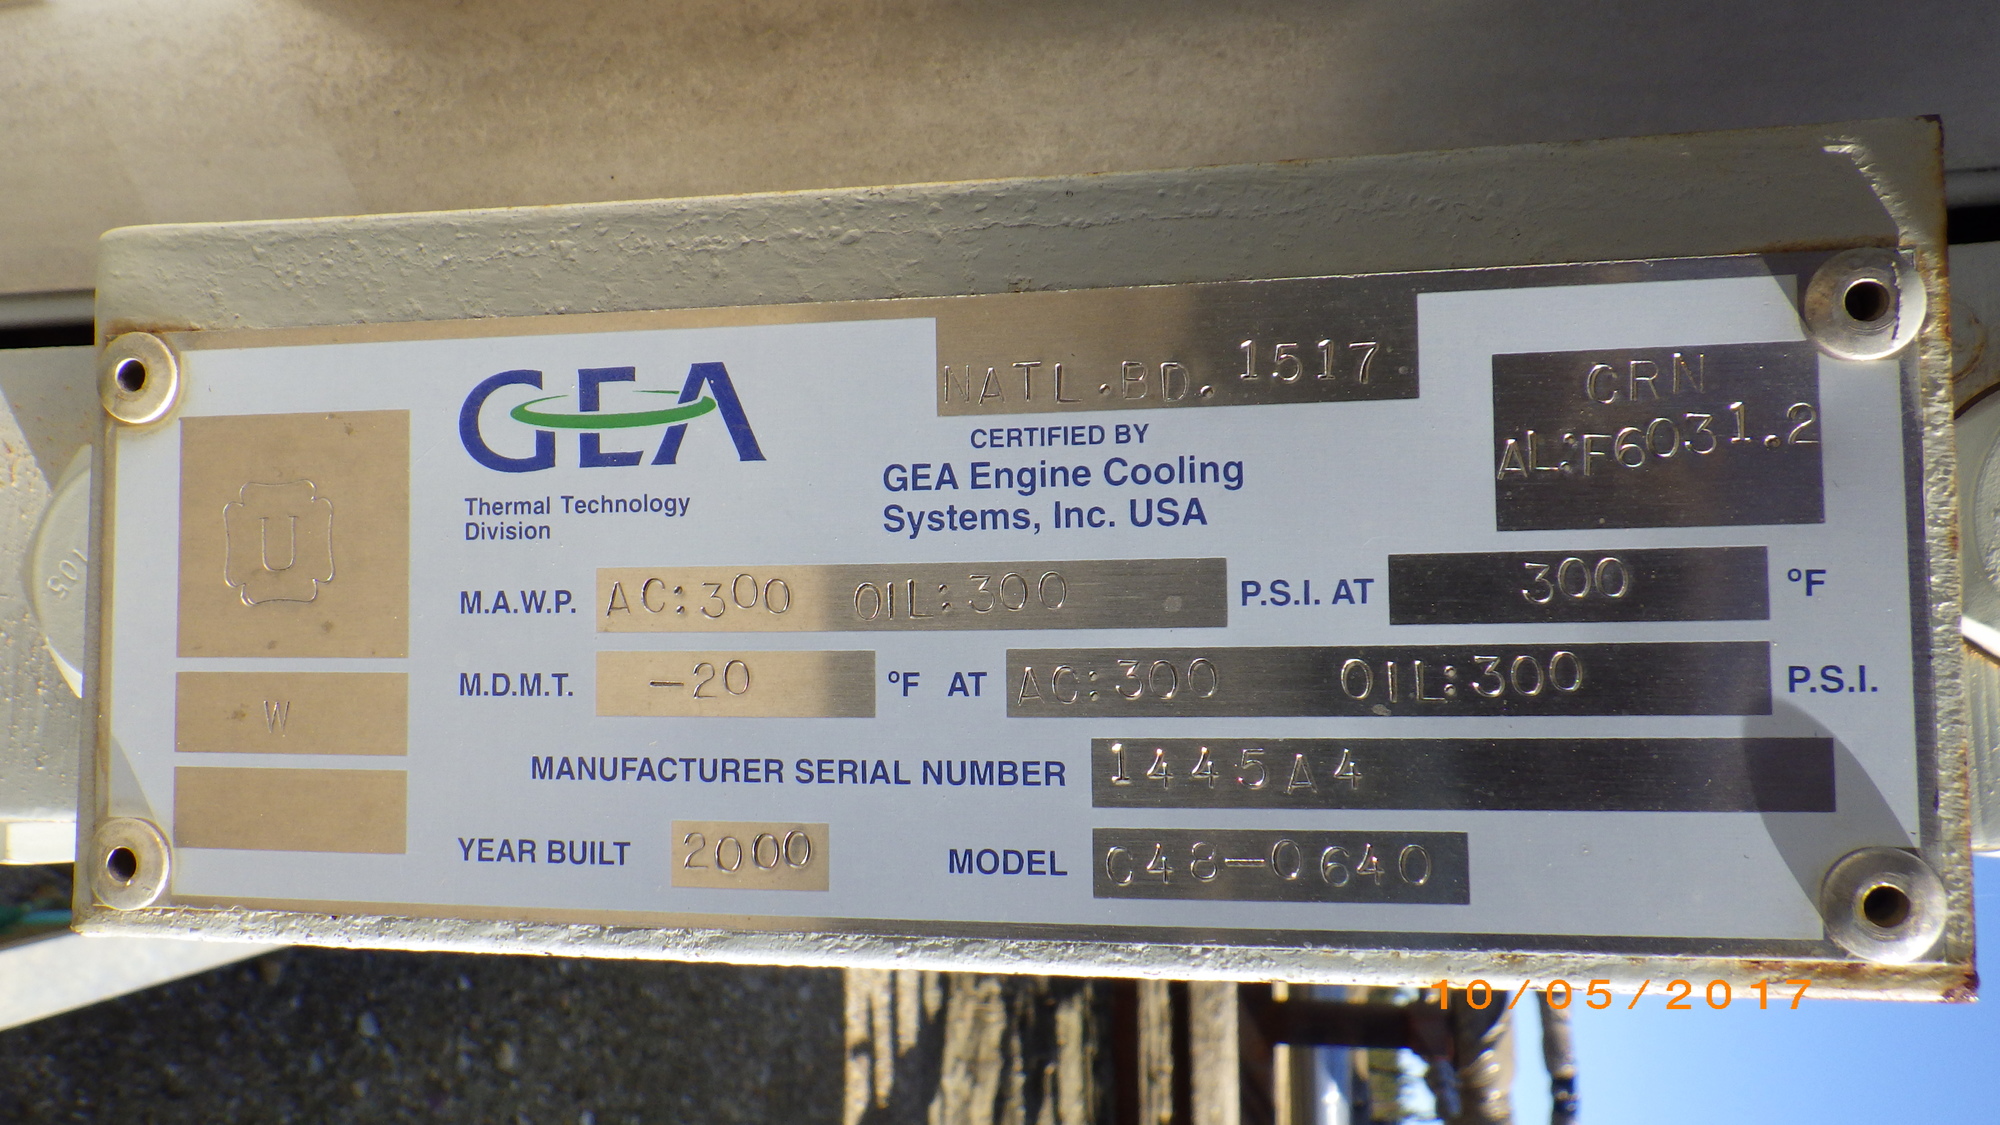 GEA
Thermal Technology
Division
NATL.BD. 1517
CERTIFIED BY
GEA Engine Cooling
Systems, Inc. USA
CRN
AL:F6031.2
U
W
M.A.W.P. AC:300 OIL:300 P.S.I. AT 300 °F
M.D.M.T. -20 °F AT AC:300 OIL:300 P.S.I.
MANUFACTURER SERIAL NUMBER 1445A4
YEAR BUILT 2000 MODEL C48-0640
105
10/05/2017